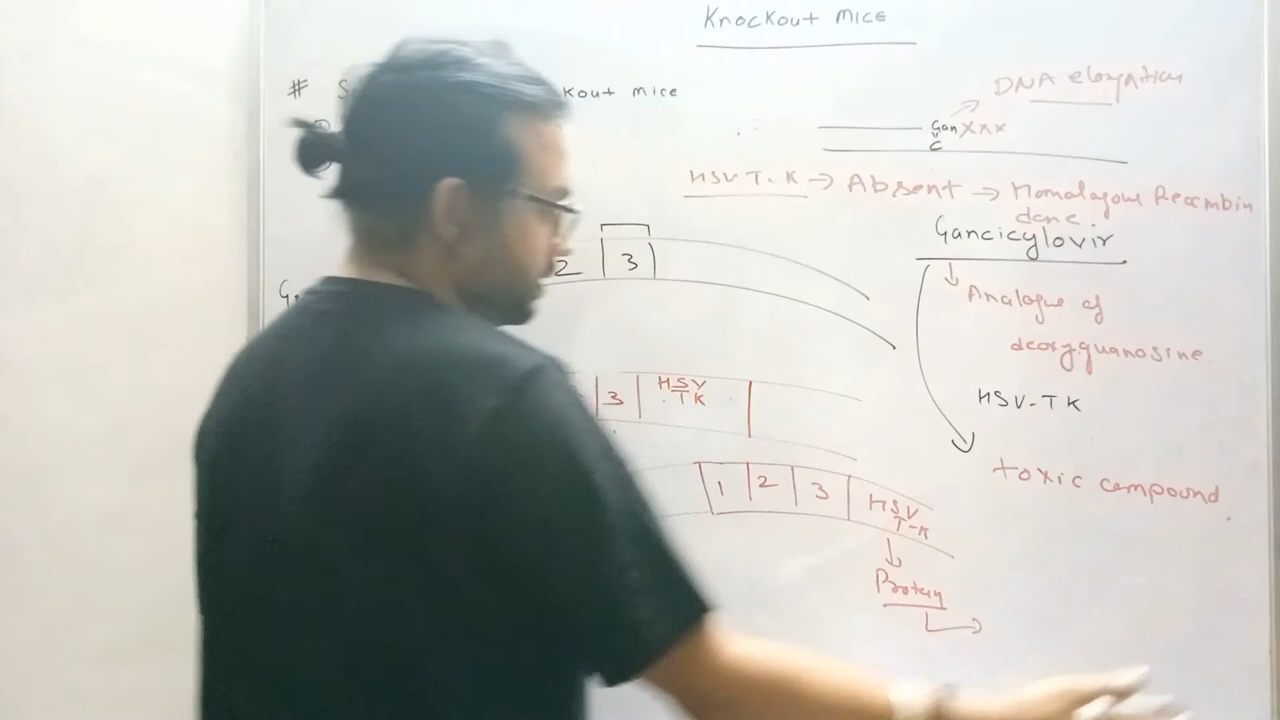 Knockout mice
DNA elongation
# S
kout mice
Gan XXX
C
HSV T-K → Absent → Homologous Recombin
done.
Gancicylovir
2 3
G
Analogue of
deoxyguanosine.
3 HSV
TK
HSV-TK
toxic compound
1 2 3 HSV
T-K
Protein